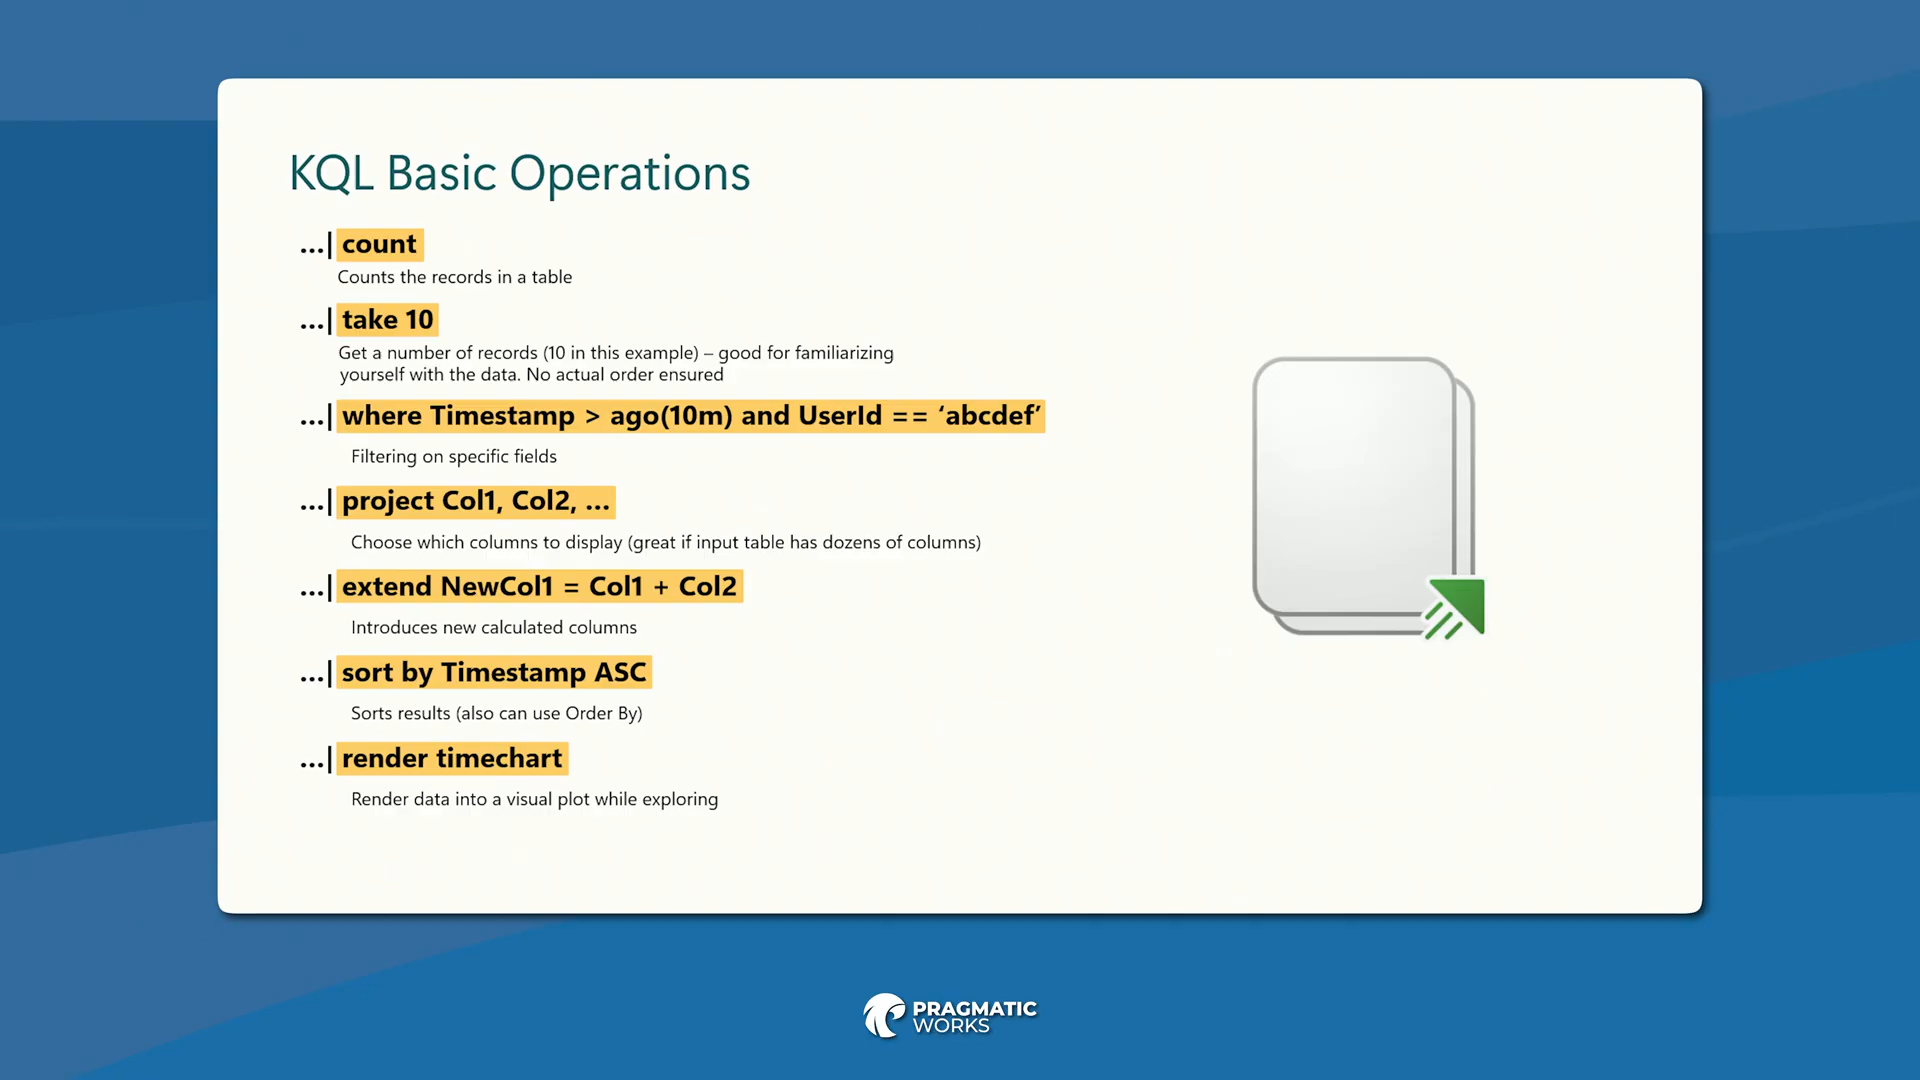 KQL Basic Operations
...| count
Counts the records in a table
...| take 10
Get a number of records (10 in this example) – good for familiarizing
yourself with the data. No actual order ensured
...| where Timestamp > ago(10m) and UserId == ‘abcdef’
Filtering on specific fields
...| project Col1, Col2, ...
Choose which columns to display (great if input table has dozens of columns)
...| extend NewCol1 = Col1 + Col2
Introduces new calculated columns
...| sort by Timestamp ASC
Sorts results (also can use Order By)
...| render timechart
Render data into a visual plot while exploring
PRAGMATIC
WORKS